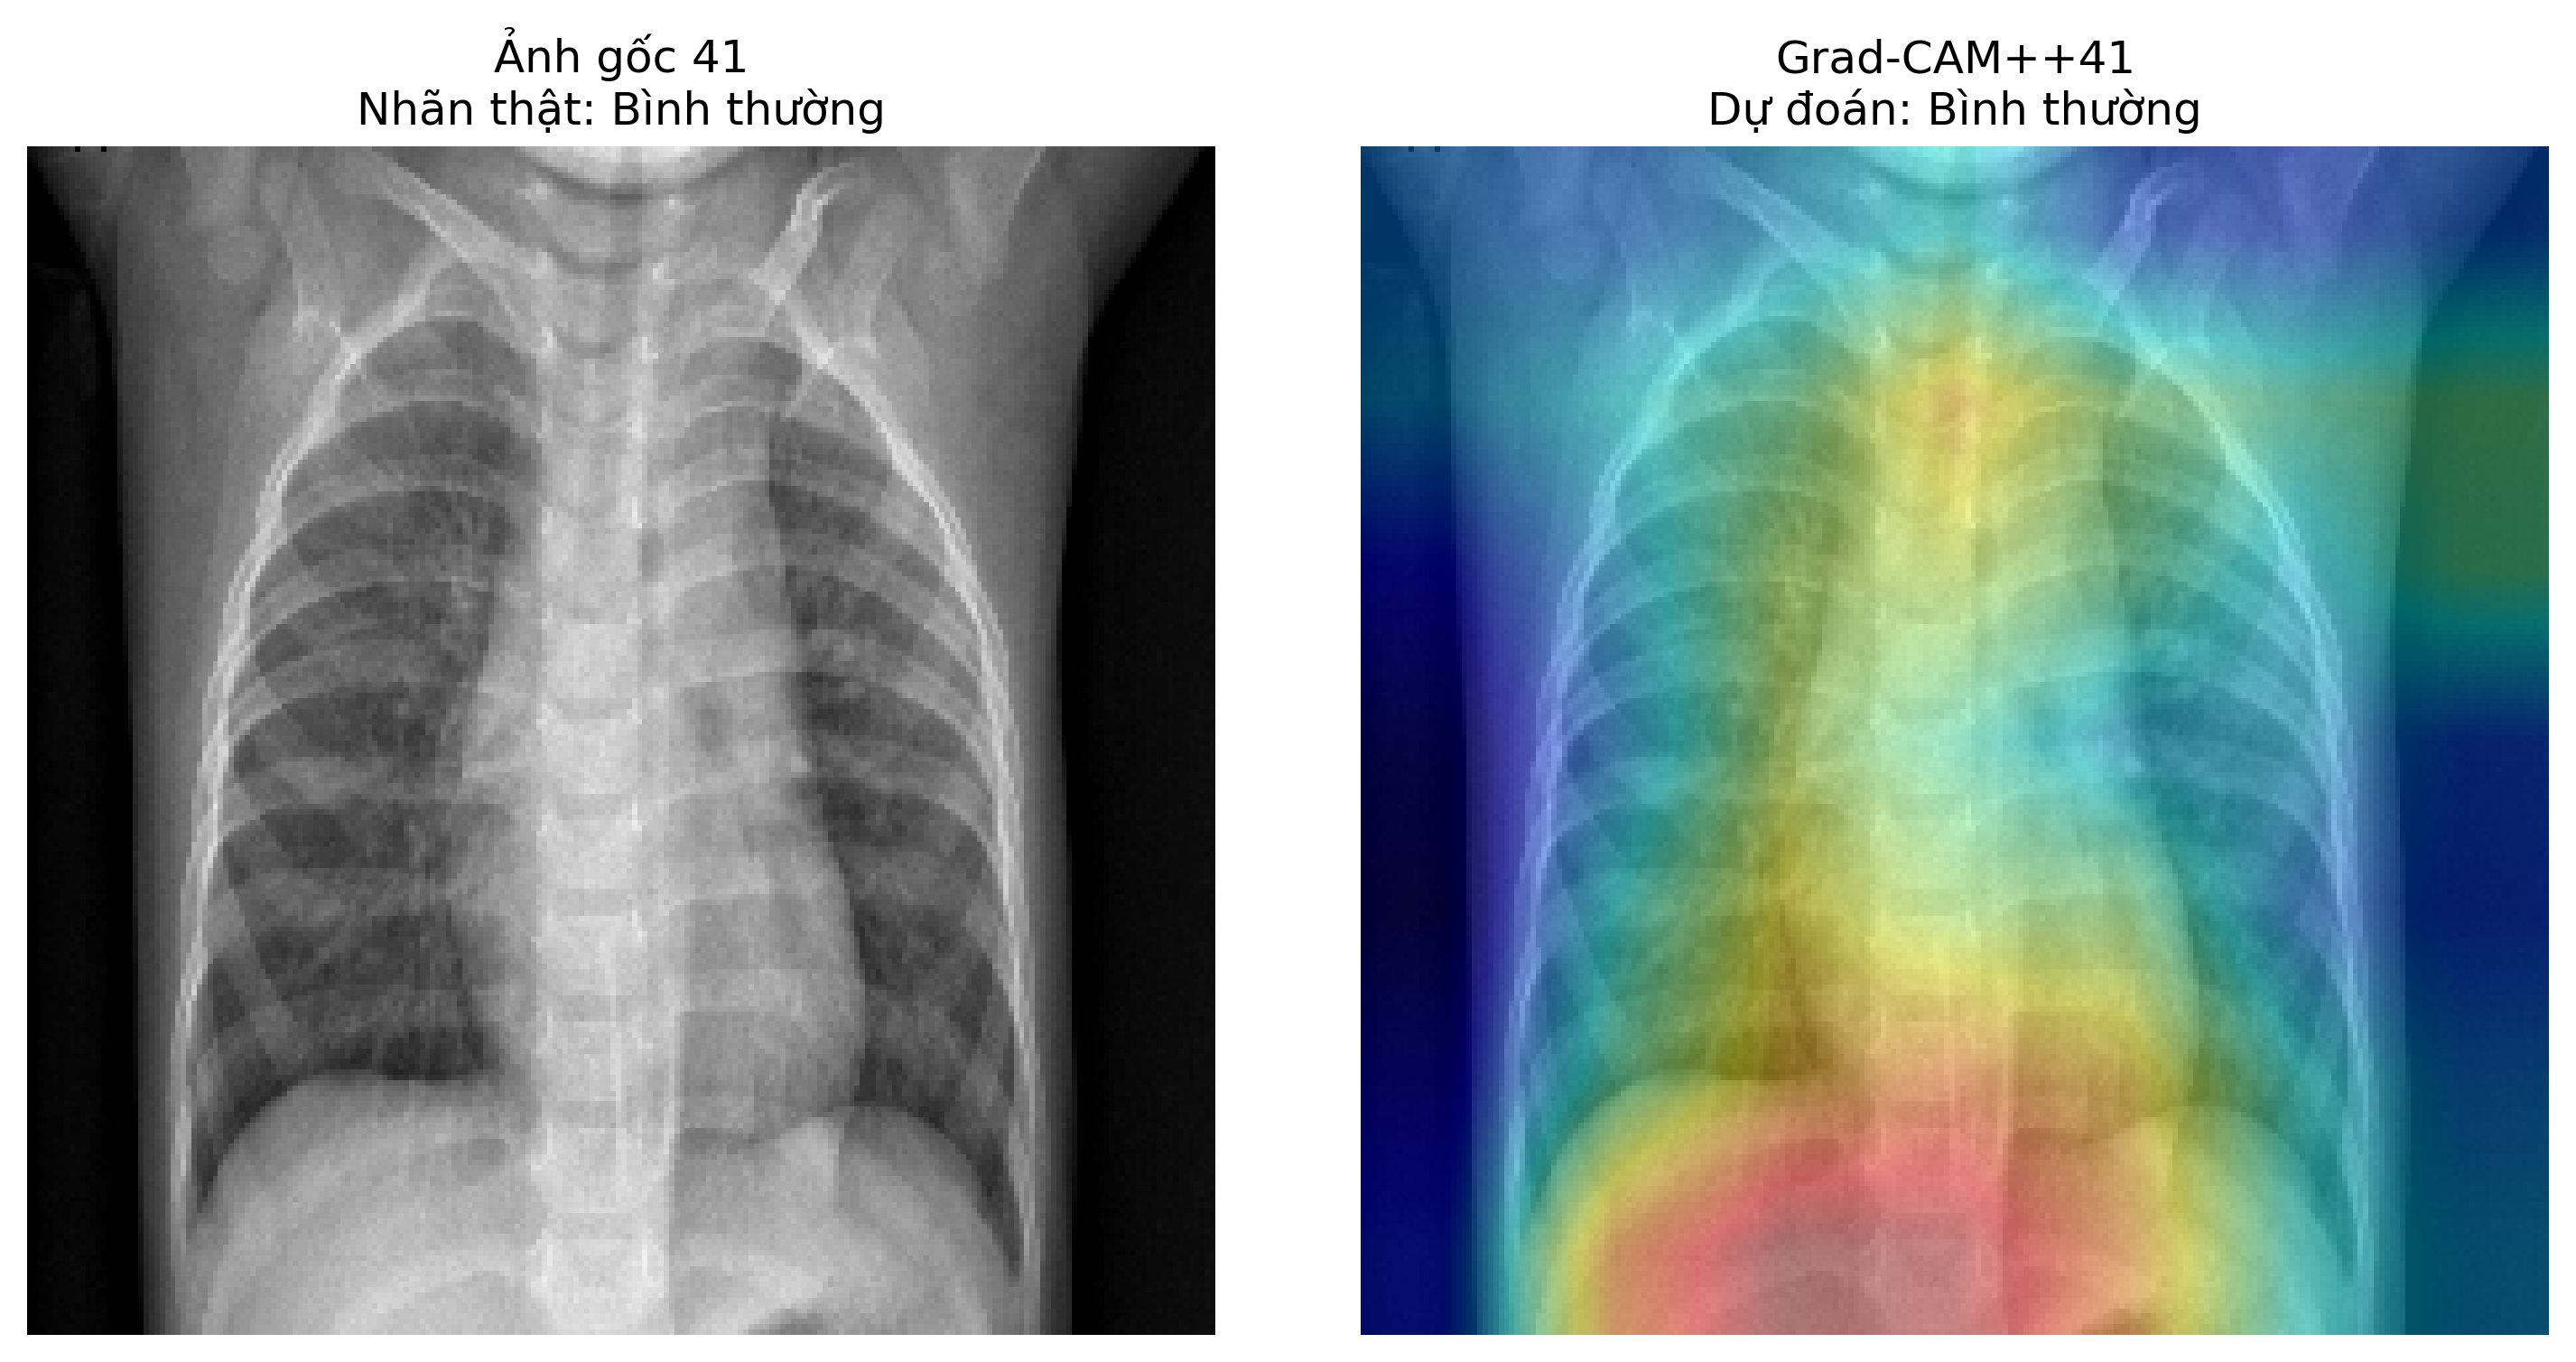 Ảnh gốc 41
Nhãn thật: Bình thường
Grad-CAM++41
Dự đoán: Bình thường